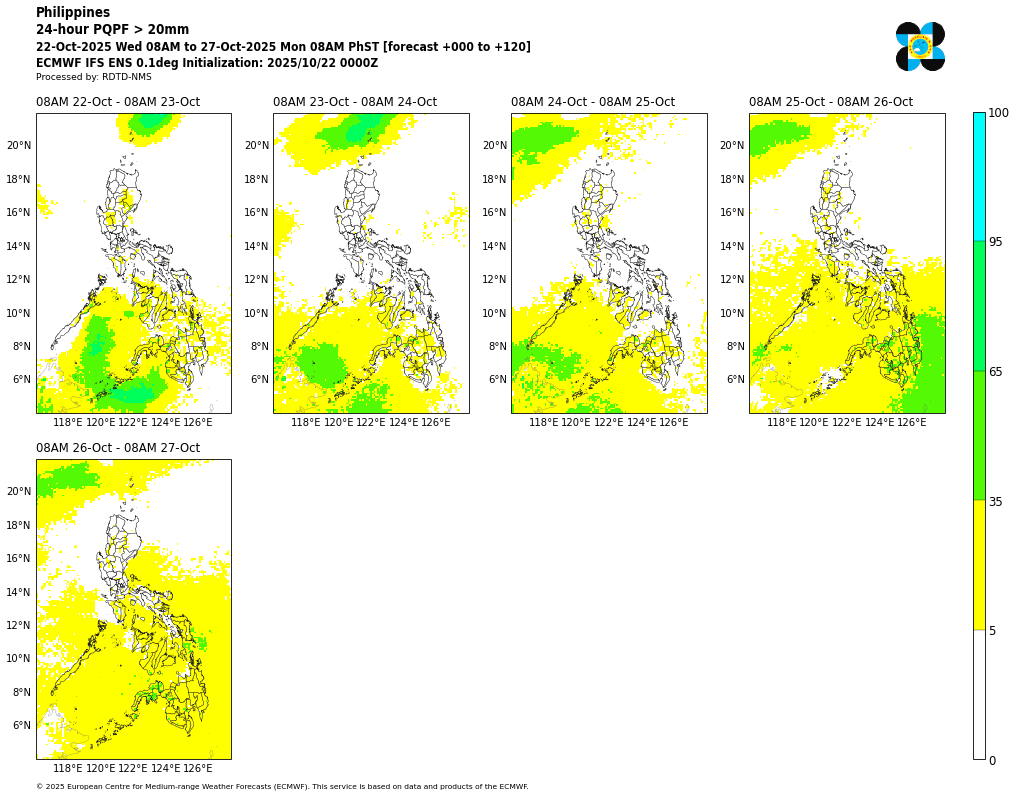 Philippines
24-hour PQPF > 20mm
22-Oct-2025 Wed 08AM to 27-Oct-2025 Mon 08AM PhST [forecast +000 to +120]
ECMWF IFS ENS 0.1deg Initialization: 2025/10/22 0000Z
Processed by: RDTD-NMS
08AM 22-Oct - 08AM 23-Oct
08AM 23-Oct - 08AM 24-Oct
08AM 24-Oct - 08AM 25-Oct
08AM 25-Oct - 08AM 26-Oct
20°N
18°N
16°N
14°N
12°N
10°N
8°N
6°N
118°E 120°E 122°E 124°E 126°E
20°N
18°N
16°N
14°N
12°N
10°N
8°N
6°N
118°E 120°E 122°E 124°E 126°E
20°N
18°N
16°N
14°N
12°N
10°N
8°N
6°N
118°E 120°E 122°E 124°E 126°E
20°N
18°N
16°N
14°N
12°N
10°N
8°N
6°N
118°E 120°E 122°E 124°E 126°E
08AM 26-Oct - 08AM 27-Oct
20°N
18°N
16°N
14°N
12°N
10°N
8°N
6°N
118°E 120°E 122°E 124°E 126°E
100
95
65
35
5
0
© 2025 European Centre for Medium-range Weather Forecasts (ECMWF). This service is based on data and products of the ECMWF.